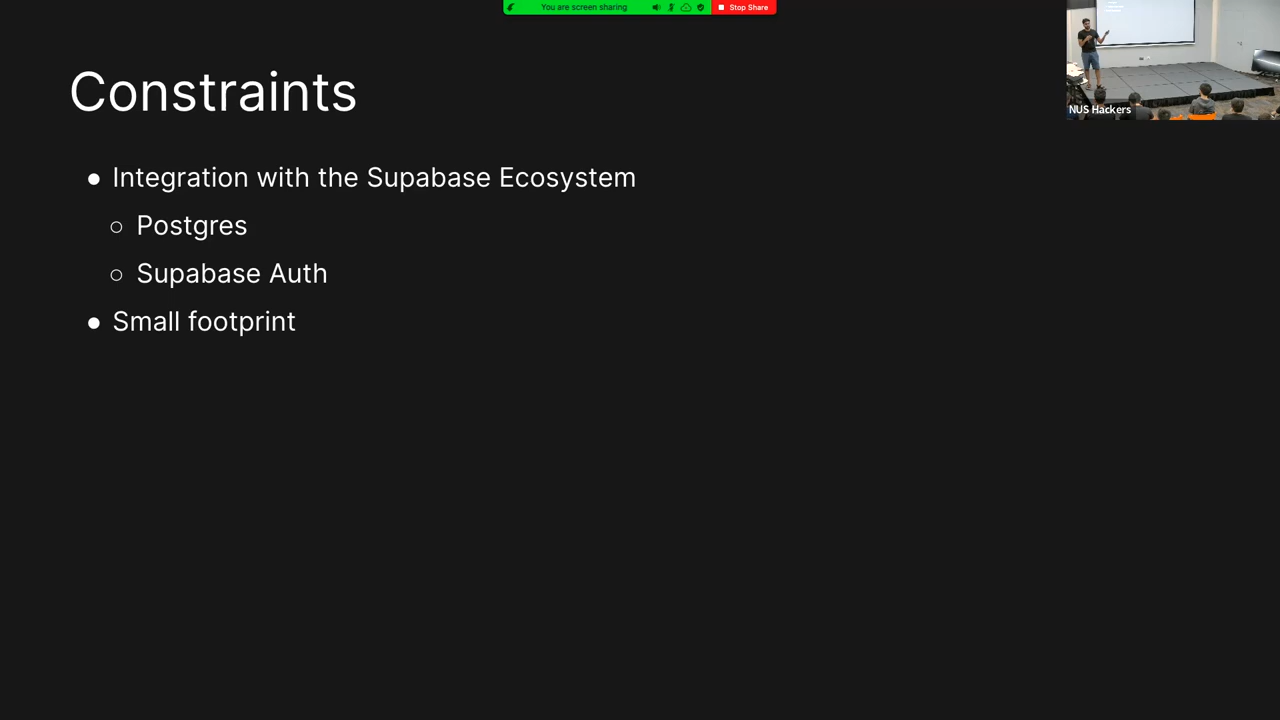 You are screen sharing
Stop Share
Constraints
NUS Hackers
● Integration with the Supabase Ecosystem
○ Postgres
○ Supabase Auth
● Small footprint